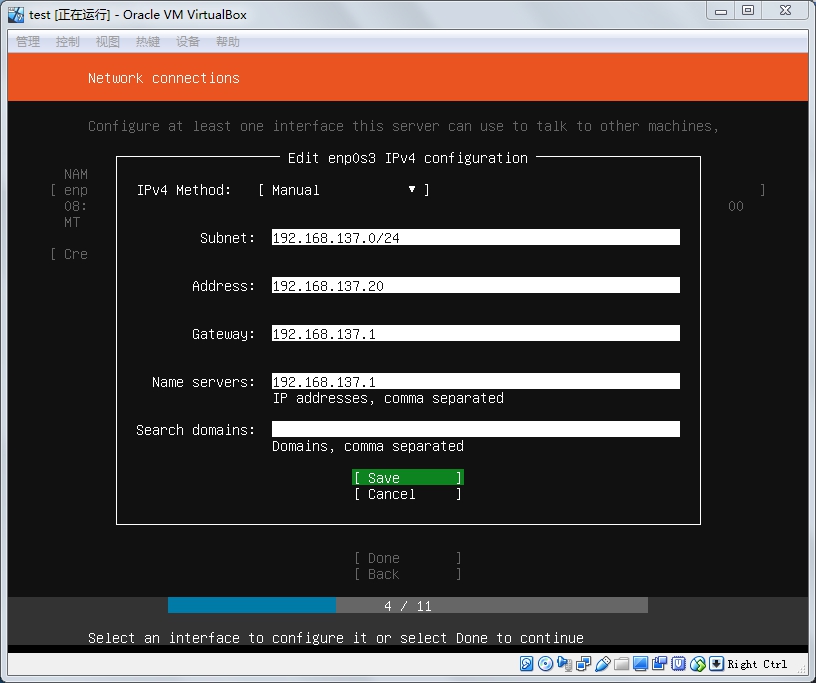 test [正在运行] - Oracle VM VirtualBox
管理 控制 视图 热键 设备 帮助
Network connections
Configure at least one interface this server can use to talk to other machines,
Edit enp0s3 IPv4 configuration
NAM
IPv4 Method: [ Manual ▼ ]
[ enp ]
08: 00
MT
Subnet: 192.168.137.0/24
[ Cre
Address: 192.168.137.20
Gateway: 192.168.137.1
Name servers: 192.168.137.1
IP addresses, comma separated
Search domains:
Domains, comma separated
[ Save ]
[ Cancel ]
[ Done ]
[ Back ]
4 / 11
Select an interface to configure it or select Done to continue
Right Ctrl